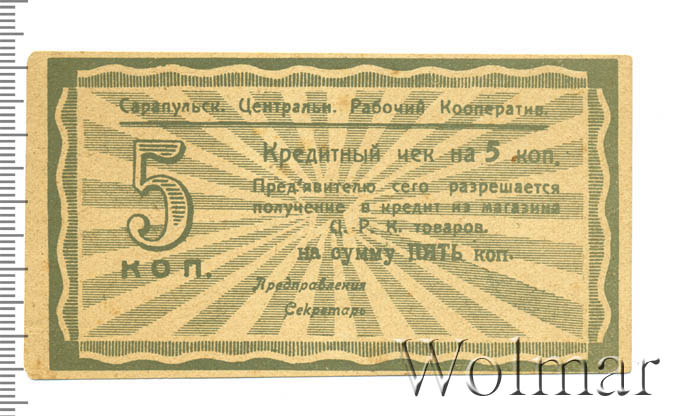 Сарапульск. Центральн. Рабочий Кооператив.
5
КОП.
Кредитный чек на 5 коп.
Пред'явителю сего разрешается
получение в кредит из магазина
Ц. Р. К. товаров.
на сумму ПЯТЬ коп.
Предправления
Секретарь
Wolmar